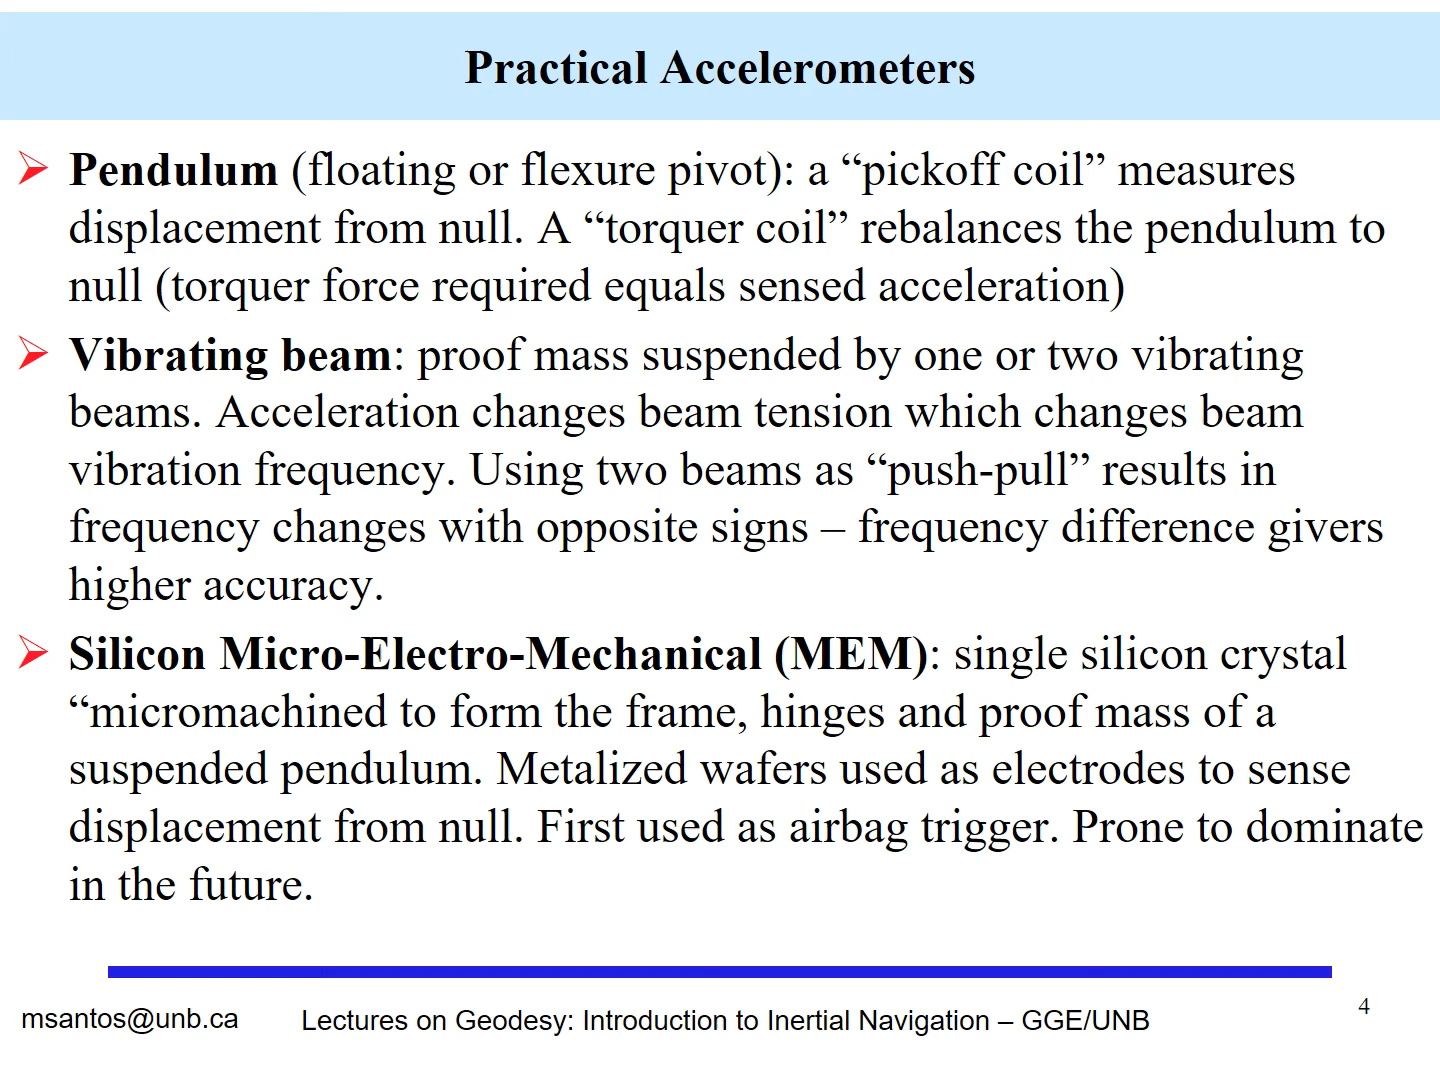 Practical Accelerometers
Pendulum (floating or flexure pivot): a “pickoff coil” measures
displacement from null. A “torquer coil” rebalances the pendulum to
null (torquer force required equals sensed acceleration)
Vibrating beam: proof mass suspended by one or two vibrating
beams. Acceleration changes beam tension which changes beam
vibration frequency. Using two beams as “push-pull” results in
frequency changes with opposite signs – frequency difference givers
higher accuracy.
Silicon Micro-Electro-Mechanical (MEM): single silicon crystal
“micromachined to form the frame, hinges and proof mass of a
suspended pendulum. Metalized wafers used as electrodes to sense
displacement from null. First used as airbag trigger. Prone to dominate
in the future.
msantos@unb.ca
Lectures on Geodesy: Introduction to Inertial Navigation – GGE/UNB
4